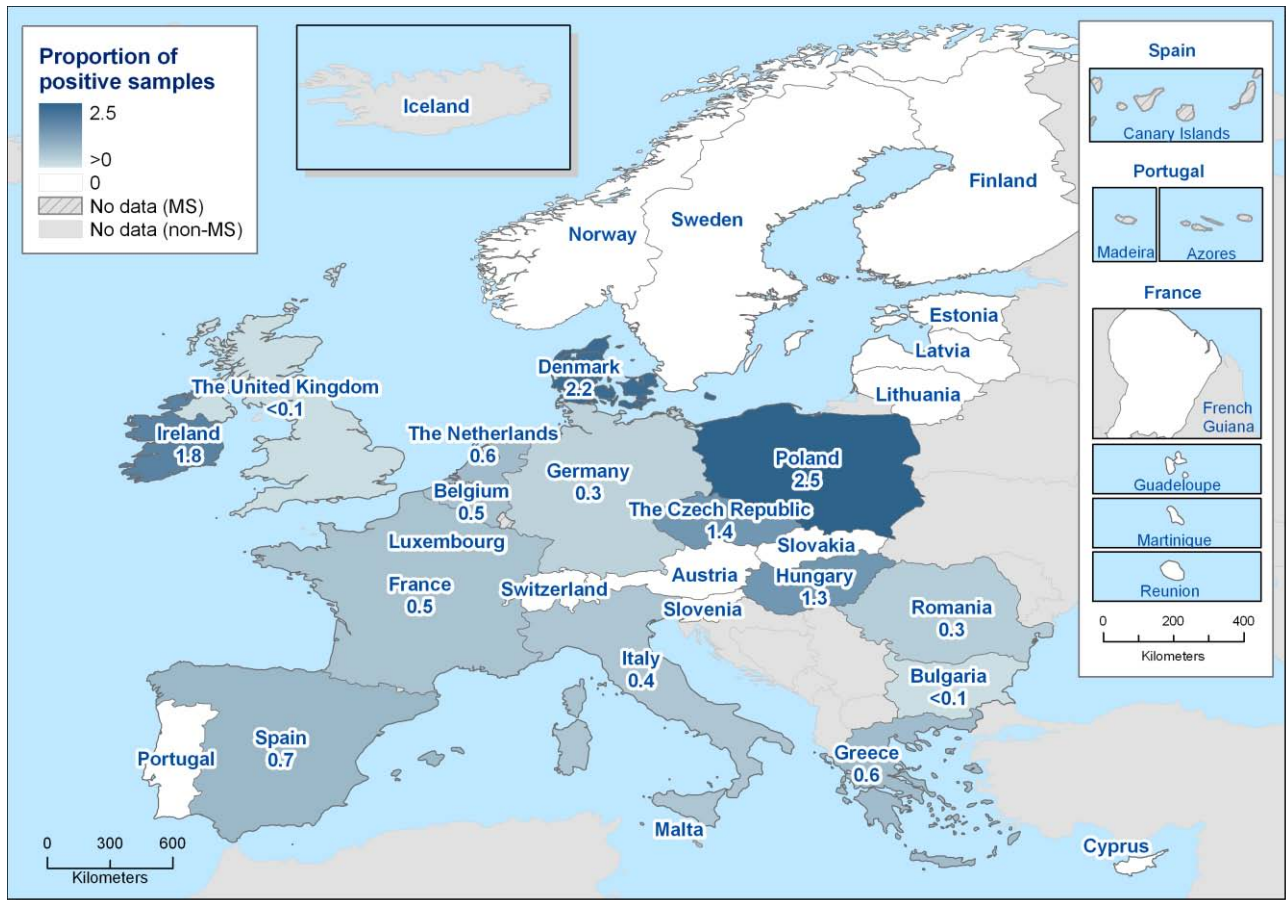 Proportion of
positive samples
2.5
>0
0
No data (MS)
No data (non-MS)
Iceland
Spain
Canary Islands
Portugal
Madeira
Azores
France
French
Guiana
Guadeloupe
Martinique
Reunion
0 200 400
Kilometers
Finland
Sweden
Norway
Estonia
Latvia
Lithuania
Denmark
2.2
The United Kingdom
<0.1
Ireland
1.8
The Netherlands
0.6
Germany
0.3
Poland
2.5
Belgium
0.5
The Czech Republic
1.4
Luxembourg
Slovakia
France
0.5
Switzerland
Austria
Hungary
1.3
Slovenia
Romania
0.3
Italy
0.4
Bulgaria
<0.1
Portugal
Spain
0.7
Greece
0.6
Malta
Cyprus
0 300 600
Kilometers